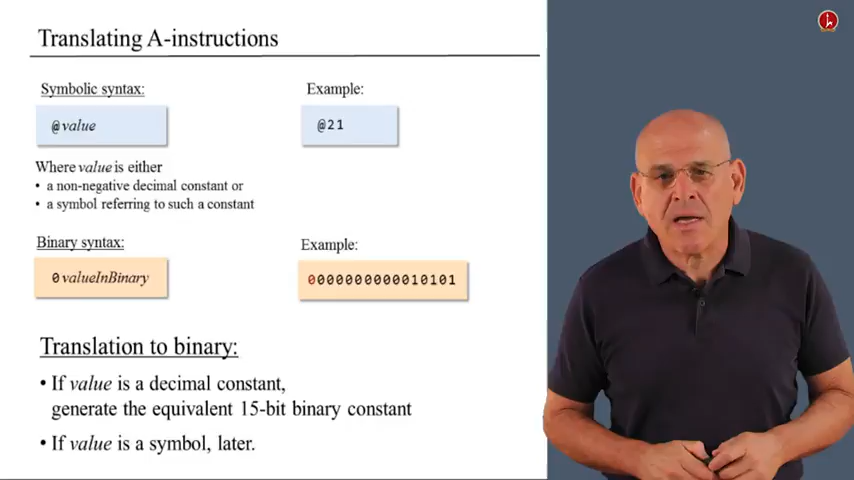 Translating A-instructions
Symbolic syntax:
Example:
@value
@21
Where value is either
• a non-negative decimal constant or
• a symbol referring to such a constant
Binary syntax:
Example:
0 valueInBinary
0000000000010101
Translation to binary:
• If value is a decimal constant,
generate the equivalent 15-bit binary constant
• If value is a symbol, later.